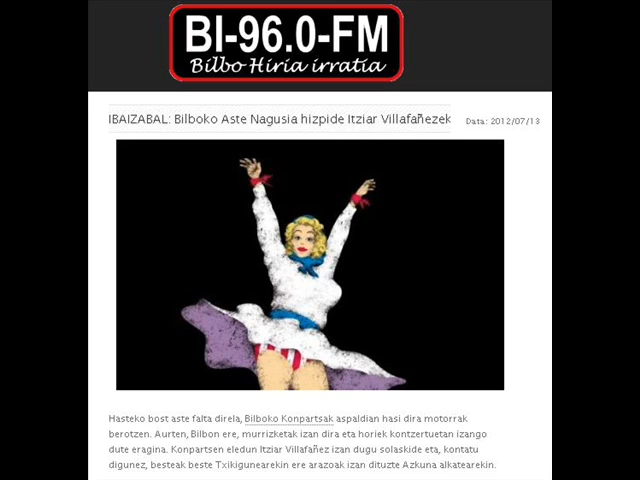 BI-96.0-FM
Bilbo Hiria irratia
IBAIZABAL: Bilboko Aste Nagusia hizpide Itziar Villafañezek
Data: 2012/07/13
Hasteko bost aste falta direla, Bilboko Konpartsak aspaldian hasi dira motorrak
berotzen. Aurten, Bilbon ere, murrizketak izan dira eta horiek kontzertuetan izango
dute eragina. Konpartsen eledun Itziar Villafañez izan dugu solaskide eta, kontatu
digunez, besteak beste Txikigunearekin ere arazoak izan dituzte Azkuna alkatearekin.